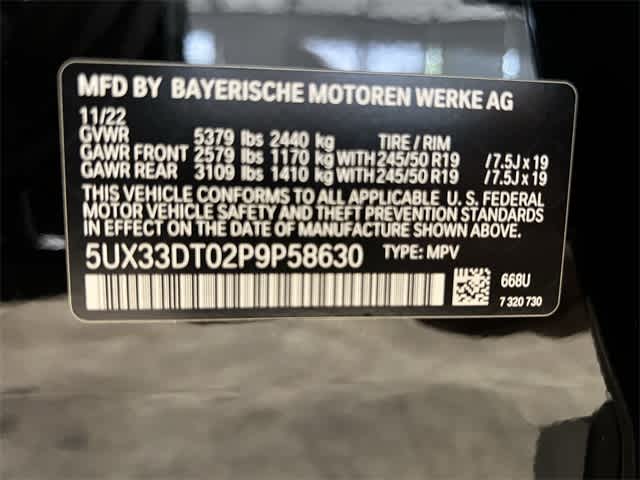 MFD BY BAYERISCHE MOTOREN WERKE AG
11/22
GVWR 5379 lbs 2440 kg TIRE / RIM
GAWR FRONT 2579 lbs 1170 kg WITH 245/50 R19 /7.5J x 19
GAWR REAR 3109 lbs 1410 kg WITH 245/50 R19 /7.5J x 19
THIS VEHICLE CONFORMS TO ALL APPLICABLE U. S. FEDERAL
MOTOR VEHICLE SAFETY AND THEFT PREVENTION STANDARDS
IN EFFECT ON THE DATE OF MANUFACTURE SHOWN ABOVE.
5UX33DT02P9P58630 TYPE: MPV
668U
7 320 730